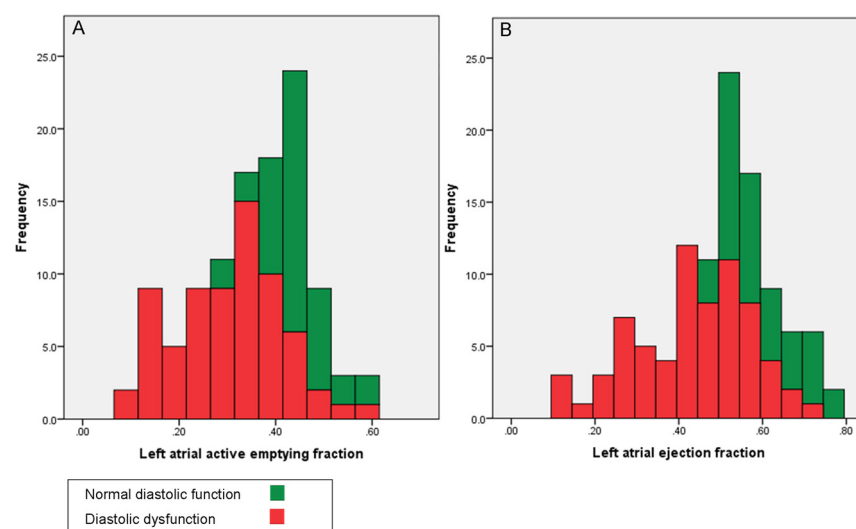 A
25.0
20.0
15.0
10.0
5.0
0.0
Frequency
.00 .20 .40 .60
Left atrial active emptying fraction
B
25.0
20.0
15.0
10.0
5.0
0.0
Frequency
.00 .20 .40 .60 .80
Left atrial ejection fraction
Normal diastolic function
Diastolic dysfunction